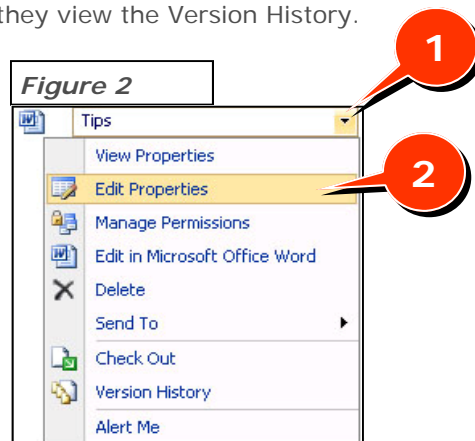 they view the Version History.
1
Figure 2
Tips
View Properties
Edit Properties
2
Manage Permissions
Edit in Microsoft Office Word
Delete
Send To
Check Out
Version History
Alert Me